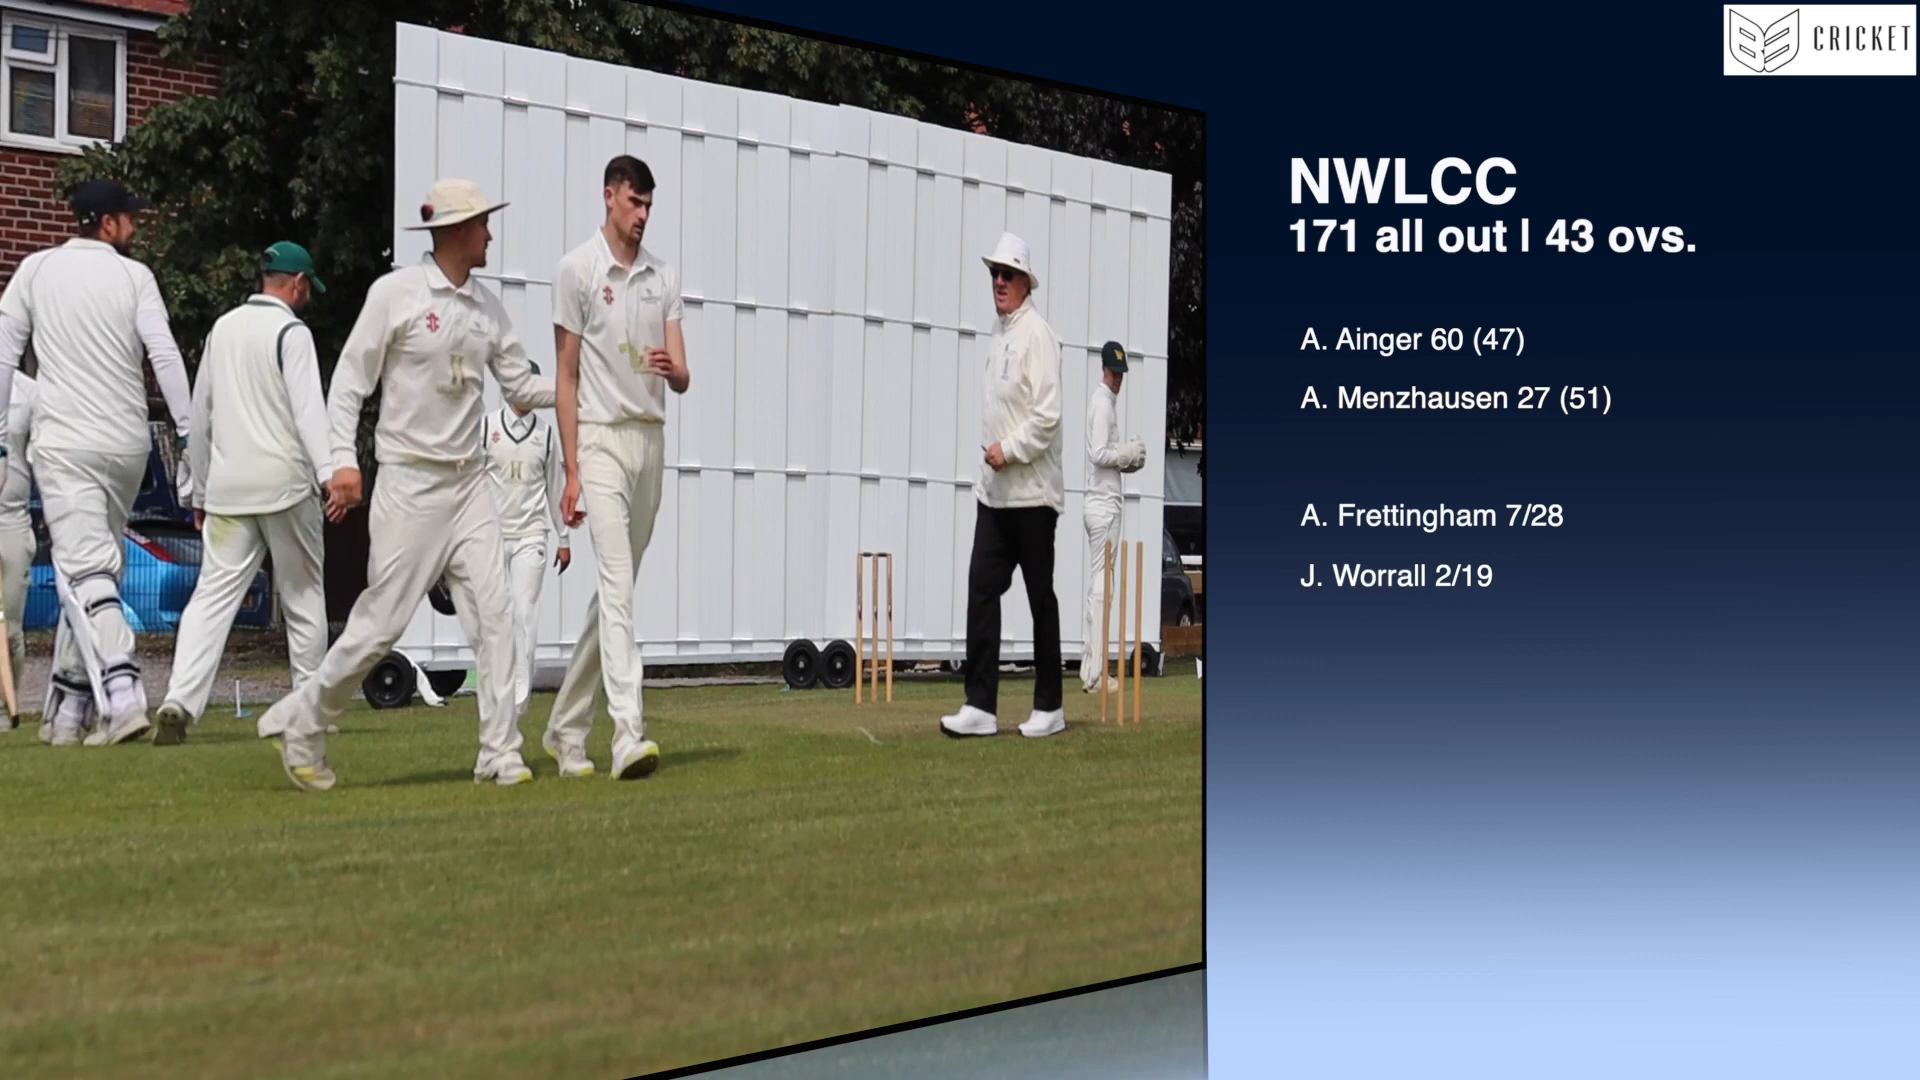 CRICKET
NWLCC
171 all out | 43 ovs.
A. Ainger 60 (47)
A. Menzhausen 27 (51)
A. Frettingham 7/28
J. Worrall 2/19